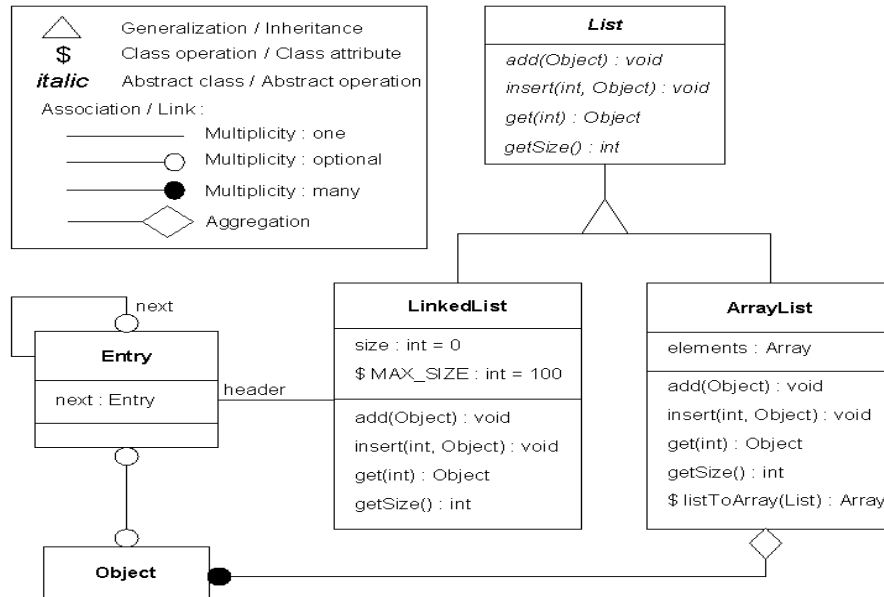 Generalization / Inheritance
$ Class operation / Class attribute
italic Abstract class / Abstract operation
Association / Link :
Multiplicity : one
Multiplicity : optional
Multiplicity : many
Aggregation
List
add(Object) : void
insert(int, Object) : void
get(int) : Object
getSize() : int
next
Entry
next : Entry
header
LinkedList
size : int = 0
$ MAX_SIZE : int = 100
add(Object) : void
insert(int, Object) : void
get(int) : Object
getSize() : int
ArrayList
elements : Array
add(Object) : void
insert(int, Object) : void
get(int) : Object
getSize() : int
$ listToArray(List) : Array
Object